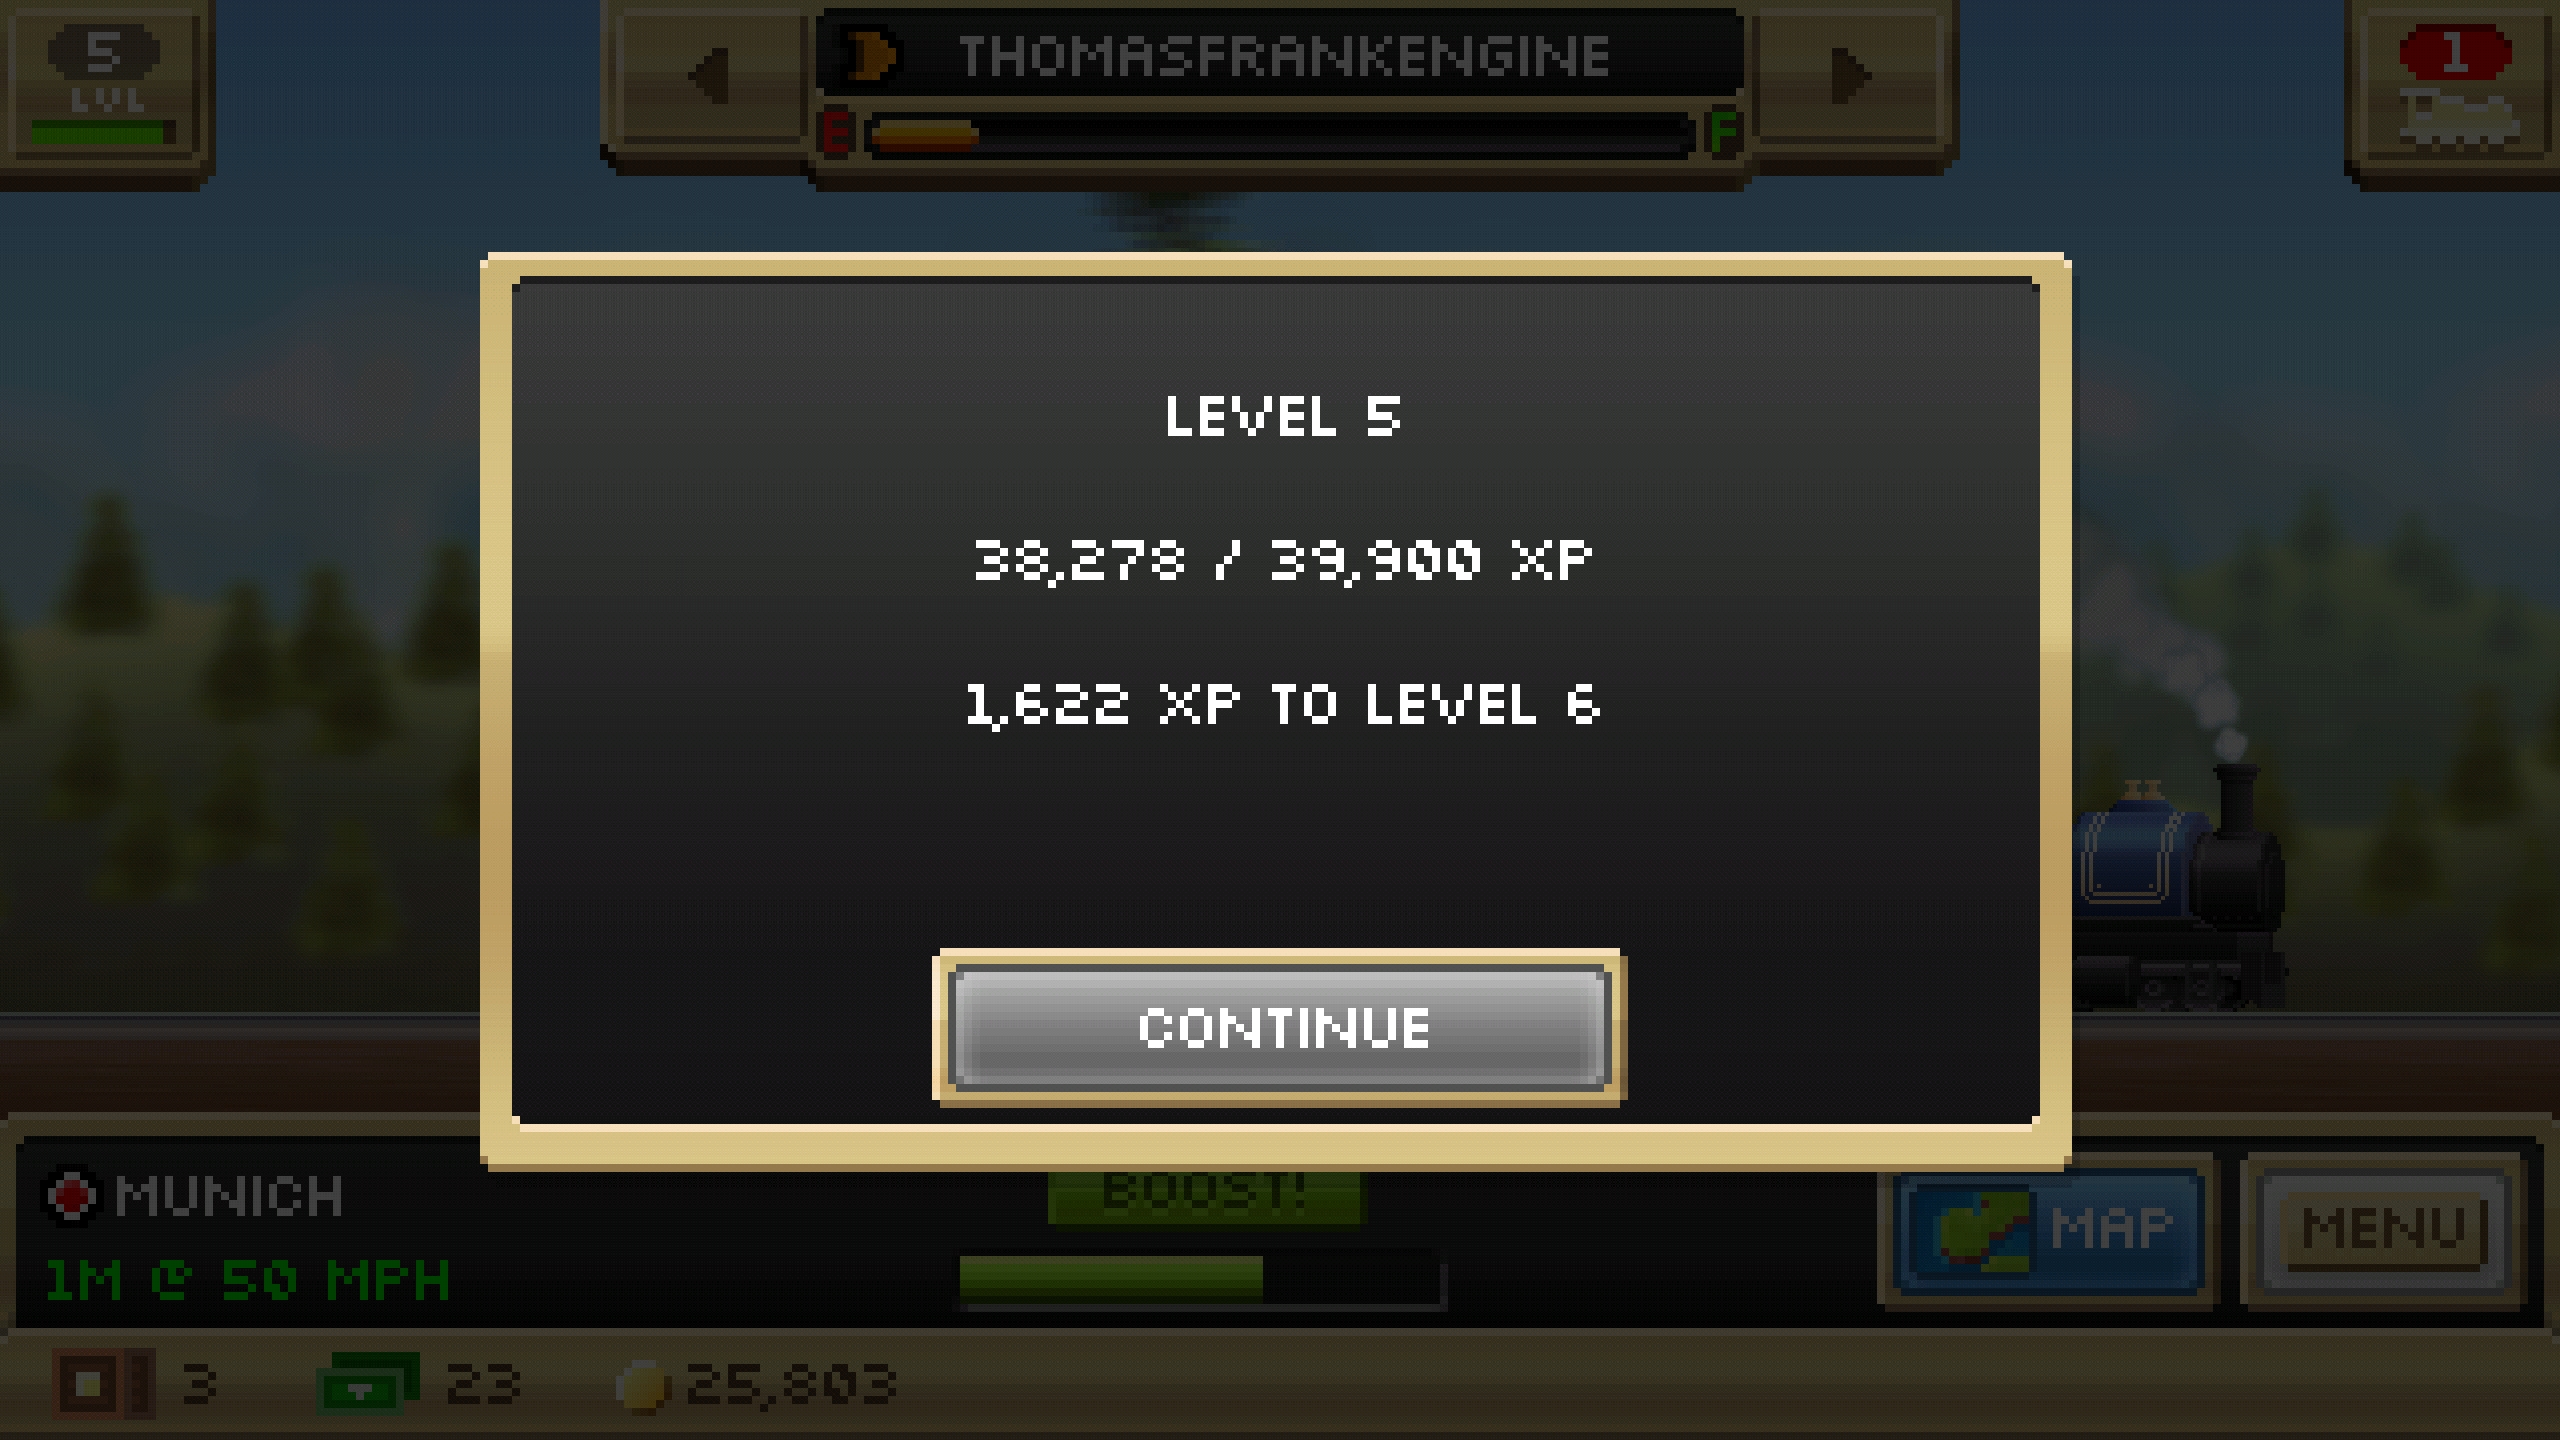 5
LVL
THOMASFRANKENGINE
E F
1
LEVEL 5
38,278 / 39,900 XP
1,622 XP TO LEVEL 6
CONTINUE
BOOST!
MUNICH
1M @ 50 MPH
MAP
MENU
3 23 25,803